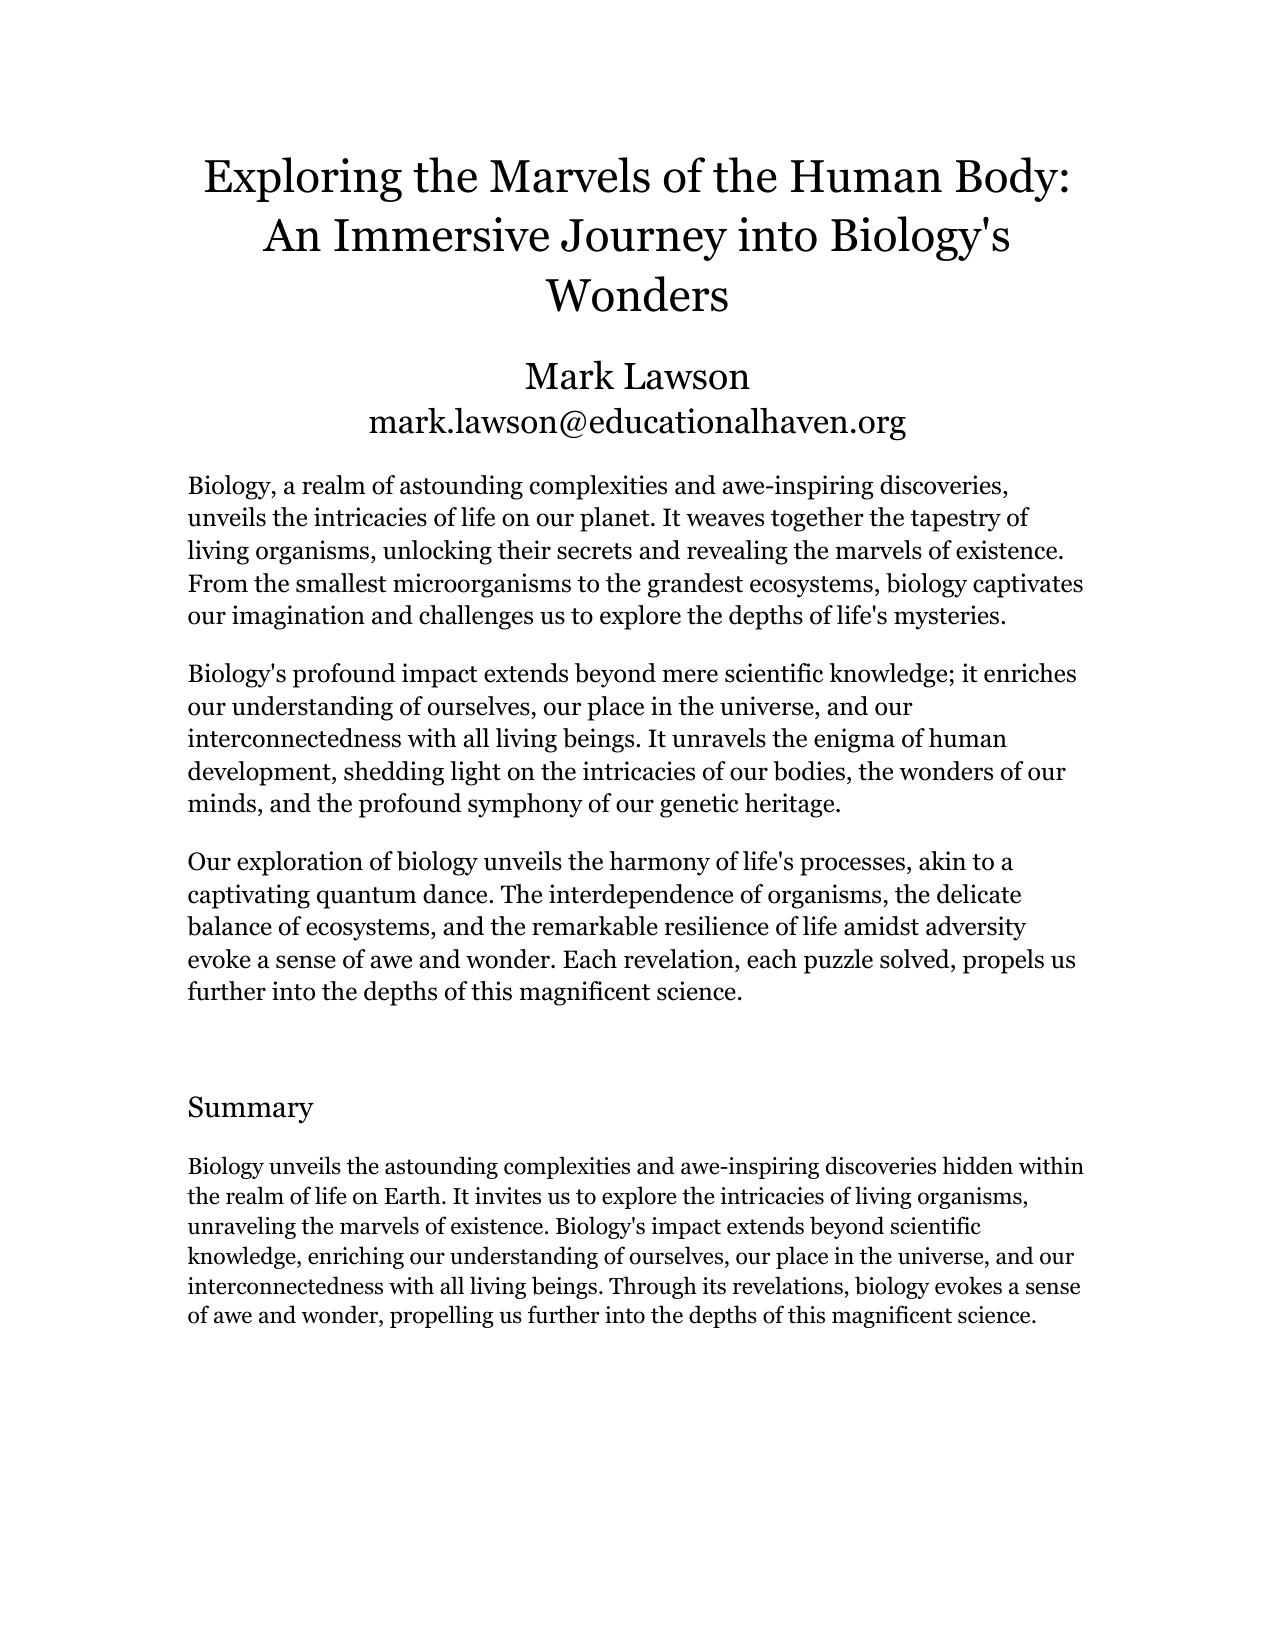 Exploring the Marvels of the Human Body:
An Immersive Journey into Biology's
Wonders
Mark Lawson
mark.lawson@educationalhaven.org
Biology, a realm of astounding complexities and awe-inspiring discoveries,
unveils the intricacies of life on our planet. It weaves together the tapestry of
living organisms, unlocking their secrets and revealing the marvels of existence.
From the smallest microorganisms to the grandest ecosystems, biology captivates
our imagination and challenges us to explore the depths of life's mysteries.
Biology's profound impact extends beyond mere scientific knowledge; it enriches
our understanding of ourselves, our place in the universe, and our
interconnectedness with all living beings. It unravels the enigma of human
development, shedding light on the intricacies of our bodies, the wonders of our
minds, and the profound symphony of our genetic heritage.
Our exploration of biology unveils the harmony of life's processes, akin to a
captivating quantum dance. The interdependence of organisms, the delicate
balance of ecosystems, and the remarkable resilience of life amidst adversity
evoke a sense of awe and wonder. Each revelation, each puzzle solved, propels us
further into the depths of this magnificent science.
Summary
Biology unveils the astounding complexities and awe-inspiring discoveries hidden within
the realm of life on Earth. It invites us to explore the intricacies of living organisms,
unraveling the marvels of existence. Biology's impact extends beyond scientific
knowledge, enriching our understanding of ourselves, our place in the universe, and our
interconnectedness with all living beings. Through its revelations, biology evokes a sense
of awe and wonder, propelling us further into the depths of this magnificent science.